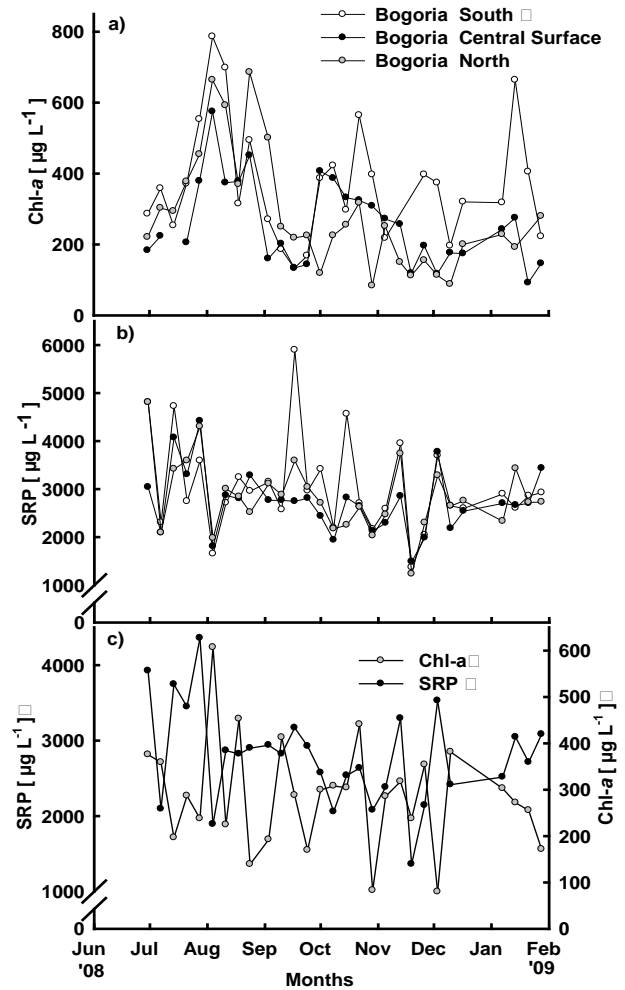 a)
Bogoria South □
Bogoria Central Surface
Bogoria North
800
600
400
200
0
Chl-a [ µg L-1 ]
b)
6000
5000
4000
3000
2000
1000
0
SRP [ µg L-1 ]
c)
Chl-a□
SRP □
4000
3000
2000
1000
0
SRP [ µg L-1 ]□
600
500
400
300
200
100
0
Chl-a [ µg L-1 ]□
Jun Jul Aug Sep Oct Nov Dec Jan Feb
'08 '09
Months